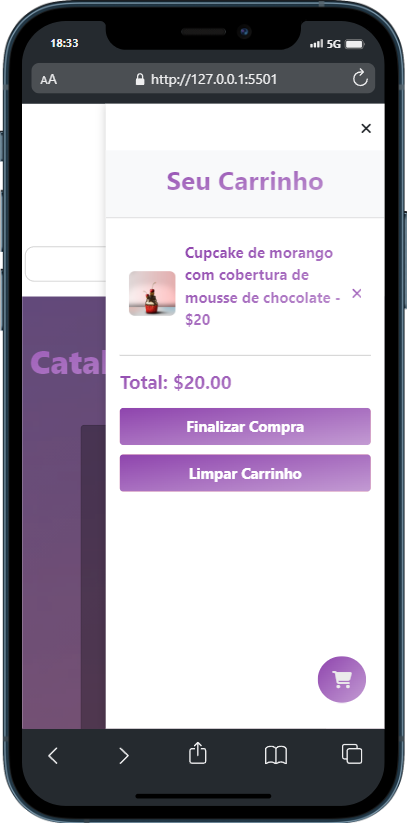 18:33
5G
AA
http://127.0.0.1:5501
Seu Carrinho
Cupcake de morango
com cobertura de
mousse de chocolate -
$20
Catal
Total: $20.00
Finalizar Compra
Limpar Carrinho